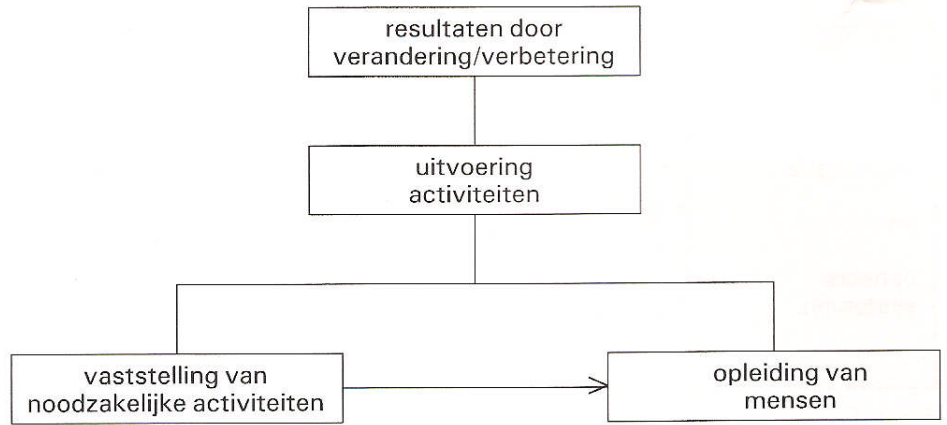 resultaten door
verandering/verbetering
uitvoering
activiteiten
vaststelling van
noodzakelijke activiteiten
opleiding van
mensen